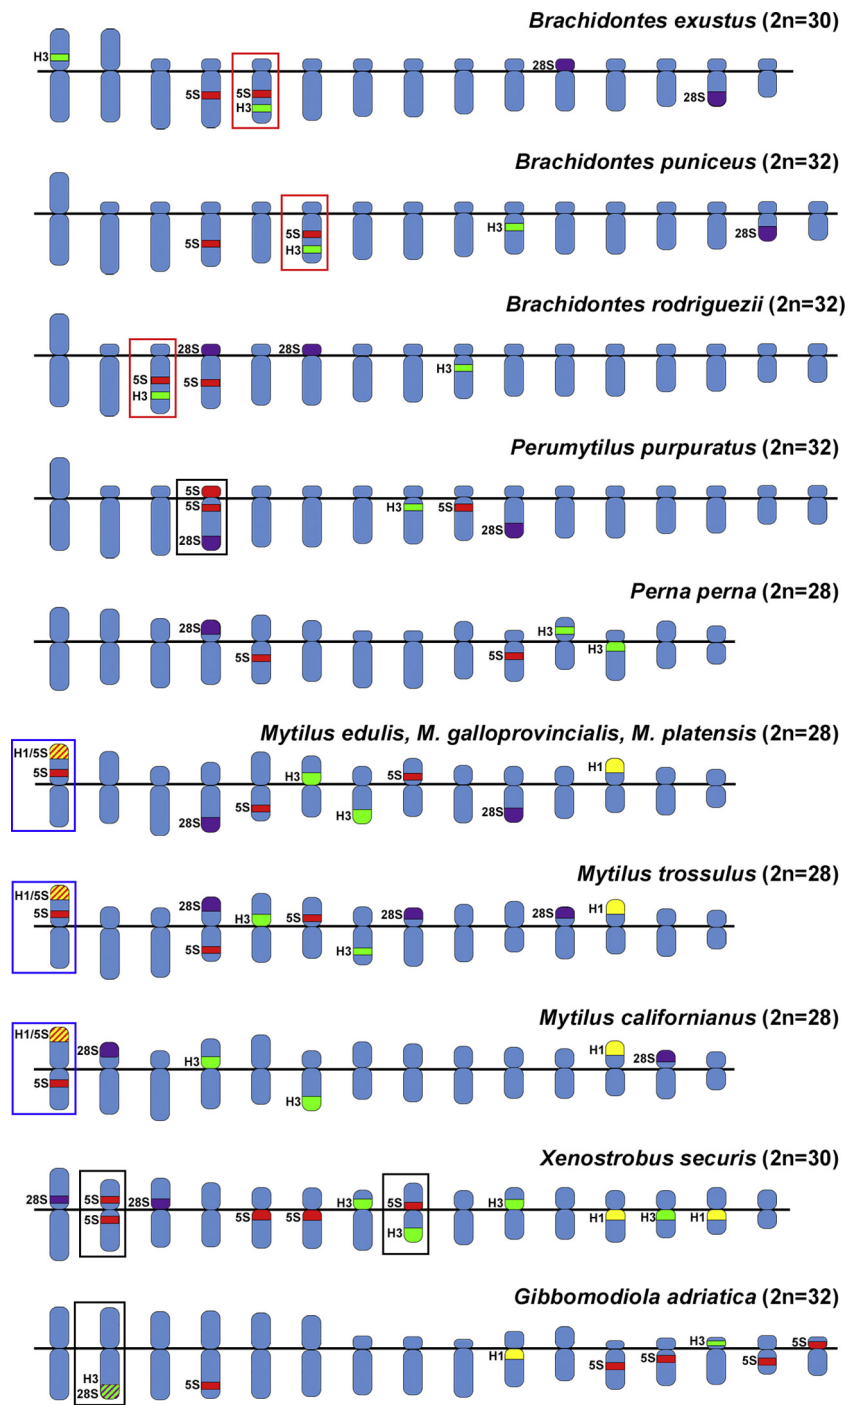 Brachidontes exustus (2n=30)
H3 5S 5S H3 28S 28S
Brachidontes puniceus (2n=32)
5S 5S H3 H3 28S
Brachidontes rodriguezii (2n=32)
5S H3 28S 5S 28S H3
Perumytilus purpuratus (2n=32)
5S 5S 28S H3 5S 28S
Perna perna (2n=28)
28S 5S 5S H3 H3
Mytilus edulis, M. galloprovincialis, M. platensis (2n=28)
H1/5S 5S 28S 5S H3 H3 5S 28S H1
Mytilus trossulus (2n=28)
H1/5S 5S 28S 5S H3 5S H3 28S 28S H1
Mytilus californianus (2n=28)
H1/5S 5S 28S H3 H3 H1 28S
Xenostrobus securis (2n=30)
28S 5S 5S 28S 5S 5S H3 5S H3 H3 H1 H3 H1
Gibbomodiola adriatica (2n=32)
H3 28S 5S H1 5S 5S H3 5S 5S